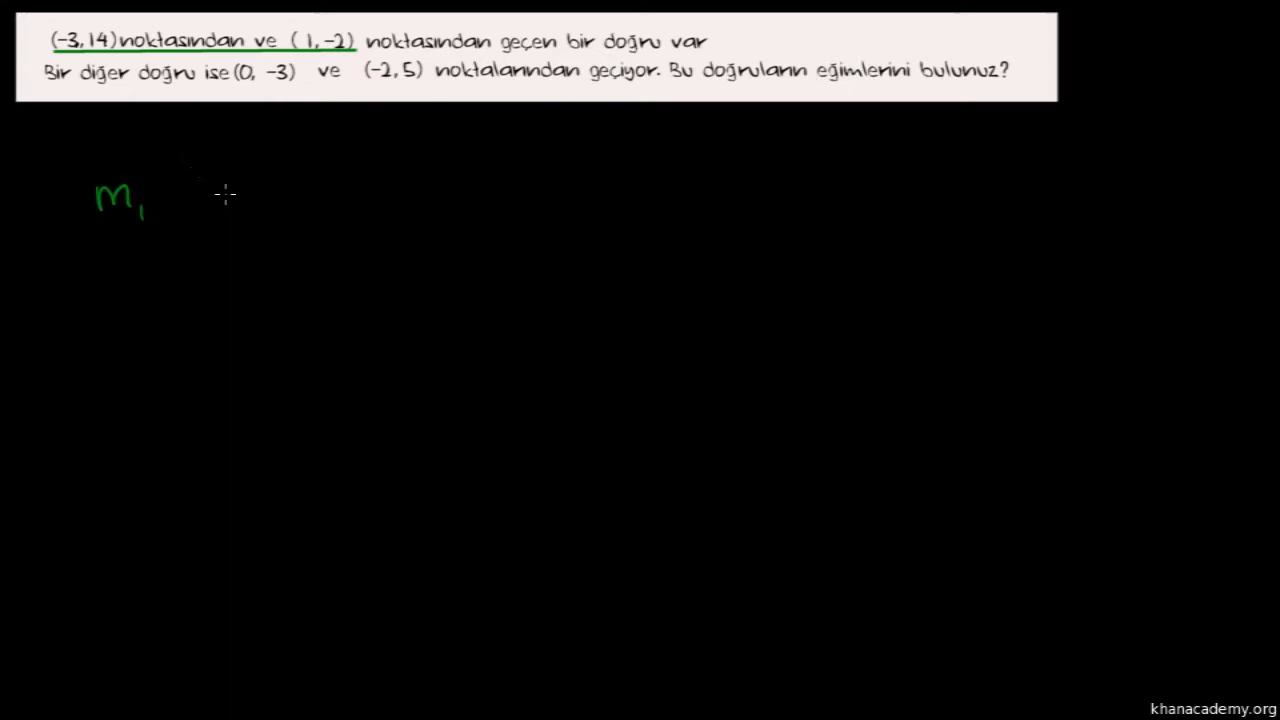 (-3,14) noktasından ve (1,-2) noktasından geçen bir doğru var
Bir diğer doğru ise (0, -3) ve (-2,5) noktalarından geçiyor. Bu doğruların eğimlerini bulunuz?
m₁
khanacademy.org